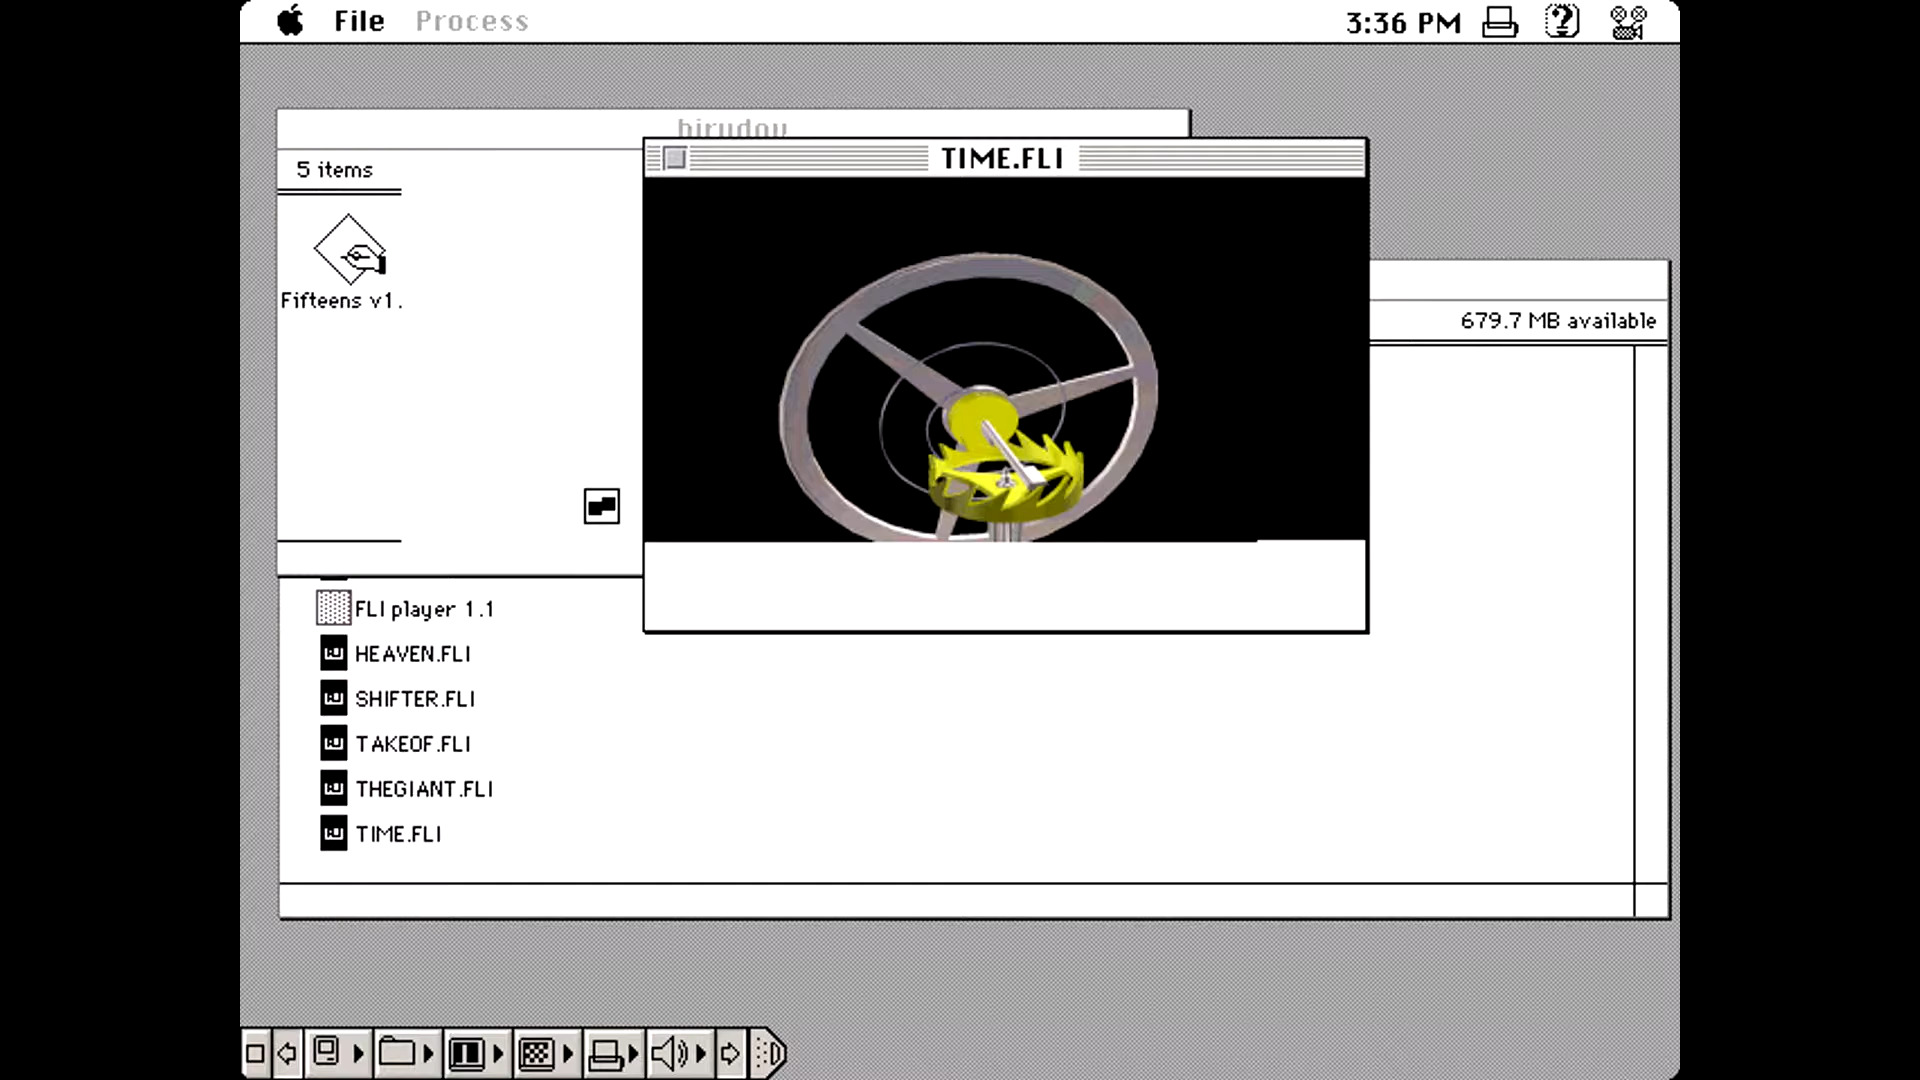 File Process
3:36 PM
hirudou
5 items
TIME.FLI
Fifteens v1.
679.7 MB available
FLI player 1.1
HEAVEN.FLI
SHIFTER.FLI
TAKEOF.FLI
THEGIANT.FLI
TIME.FLI